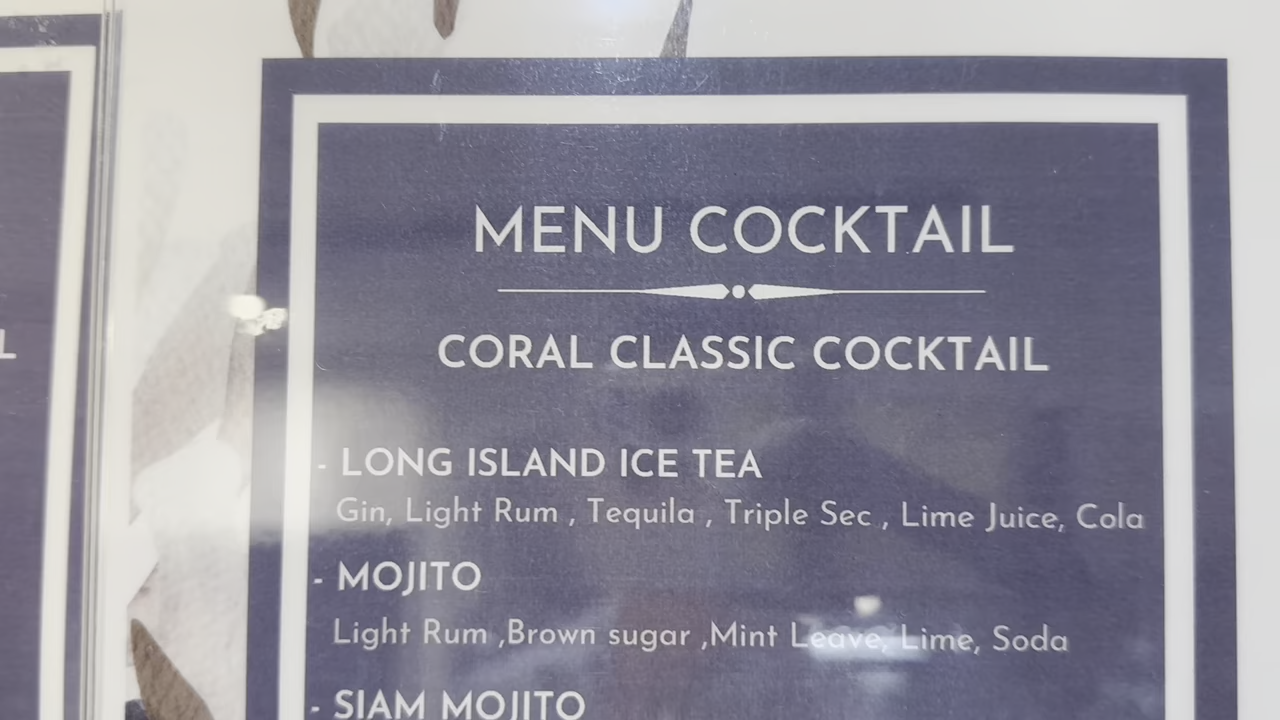 MENU COCKTAIL
CORAL CLASSIC COCKTAIL
- LONG ISLAND ICE TEA
Gin, Light Rum , Tequila , Triple Sec , Lime Juice, Cola
- MOJITO
Light Rum ,Brown sugar ,Mint Leave, Lime, Soda
- SIAM MOJITO
L